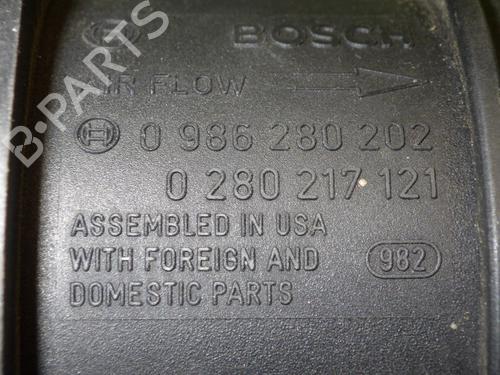 BOSCH
AIR FLOW
0 986 280 202
0 280 217 121
ASSEMBLED IN USA
WITH FOREIGN AND
DOMESTIC PARTS
982
B-PARTS